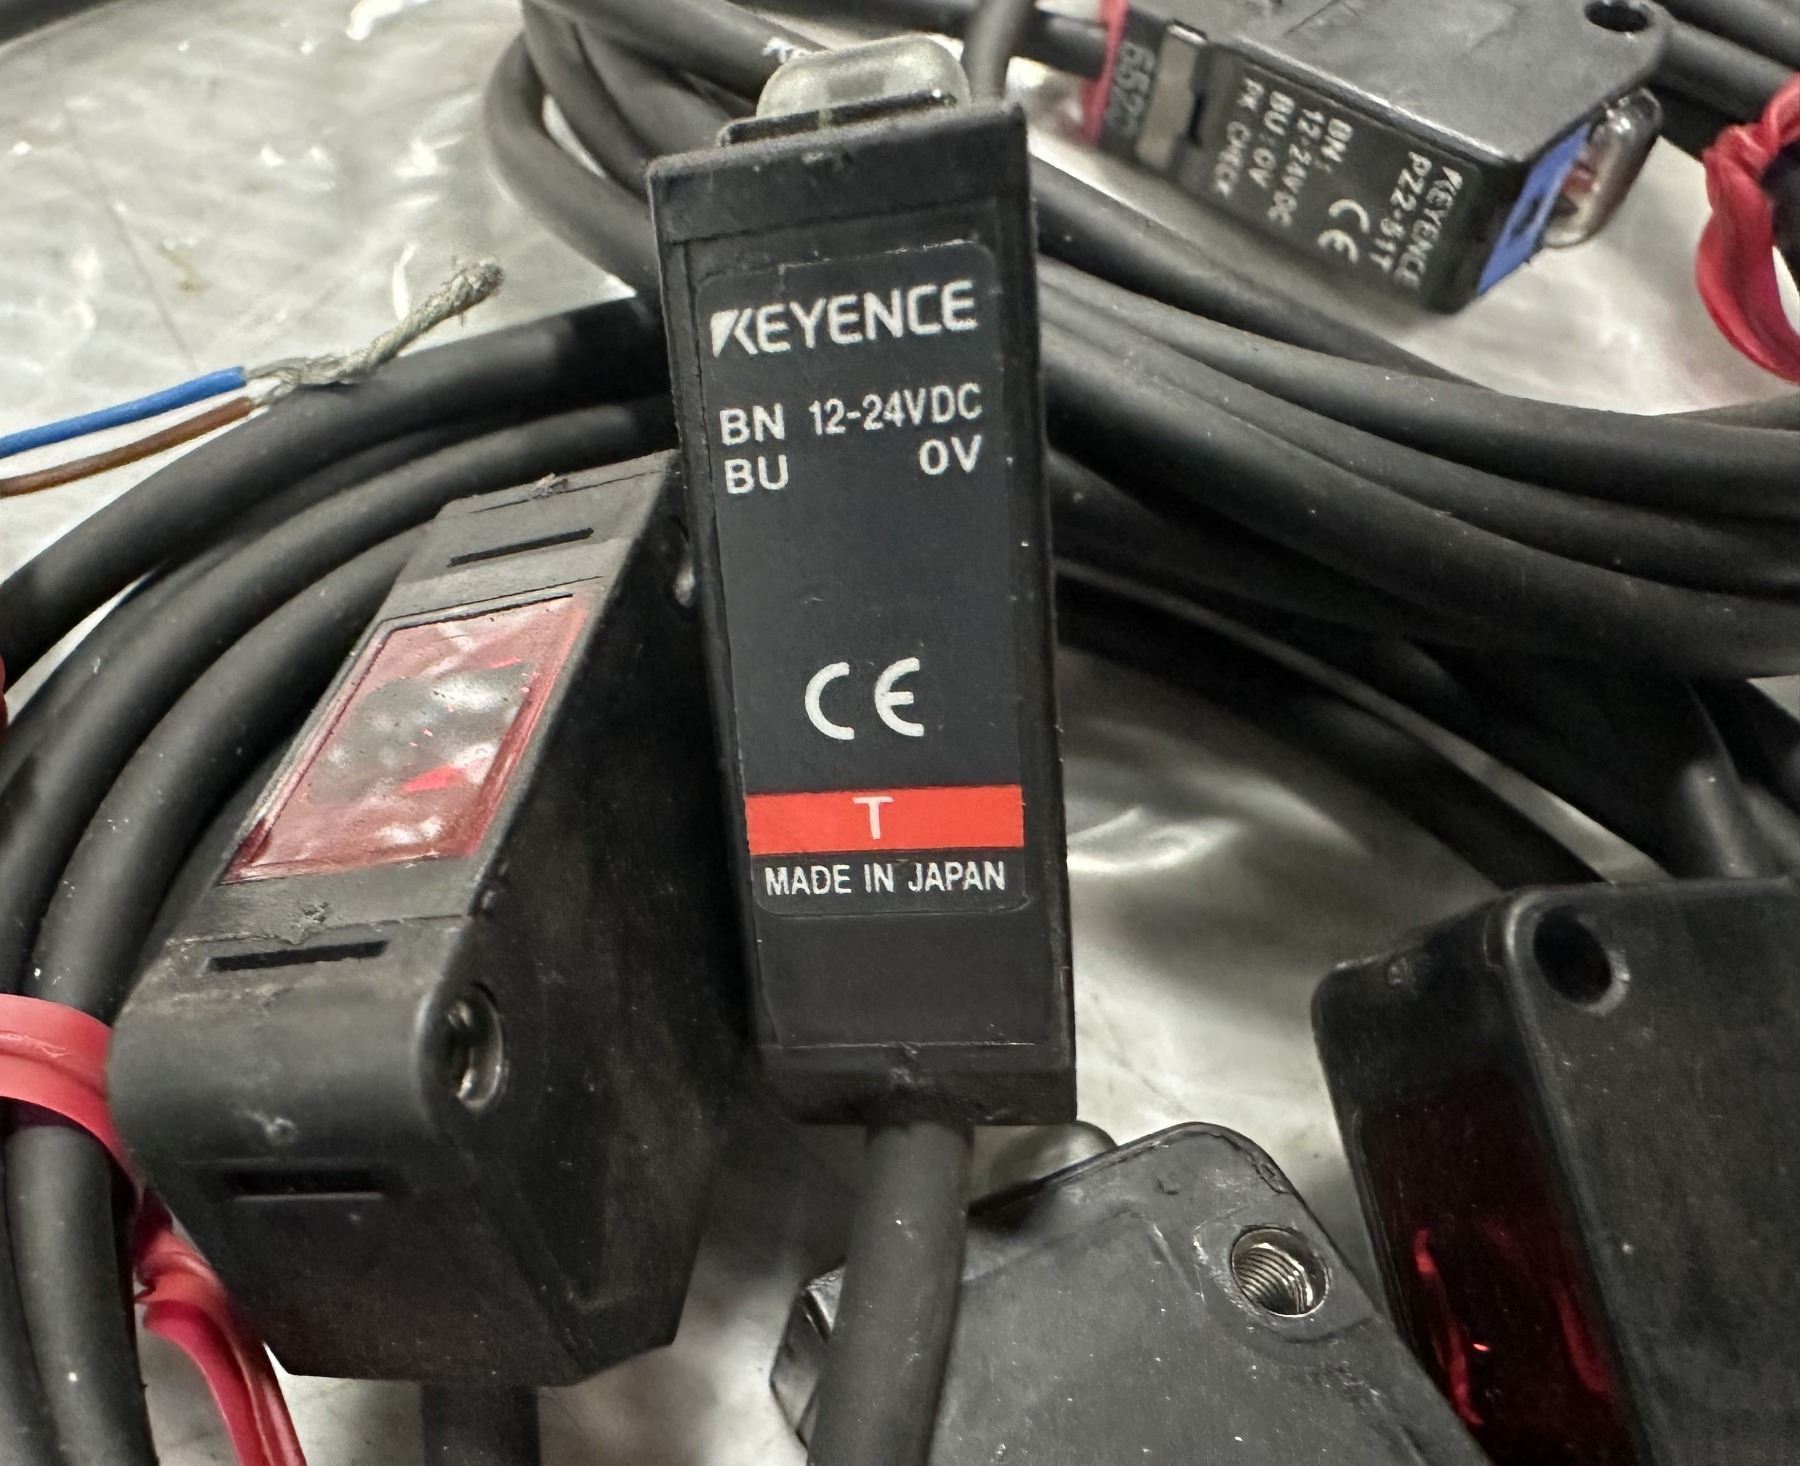 KEYENCE
BN 12-24VDC
BU 0V
CE
T
MADE IN JAPAN
KEYENCE
PZ2-51T
CE
BN: 12-24VDC
BU: 0V
PK CHECK